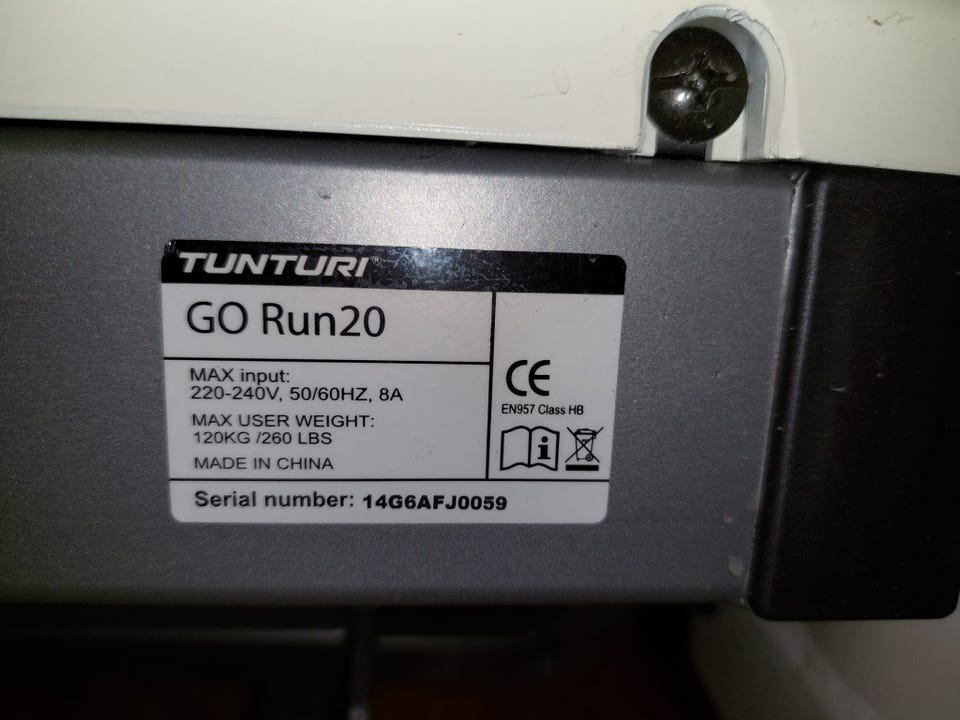 TUNTURI®
GO Run20
MAX input:
220-240V, 50/60HZ, 8A
MAX USER WEIGHT:
120KG /260 LBS
MADE IN CHINA
CE
EN957 Class HB
i
Serial number: 14G6AFJ0059